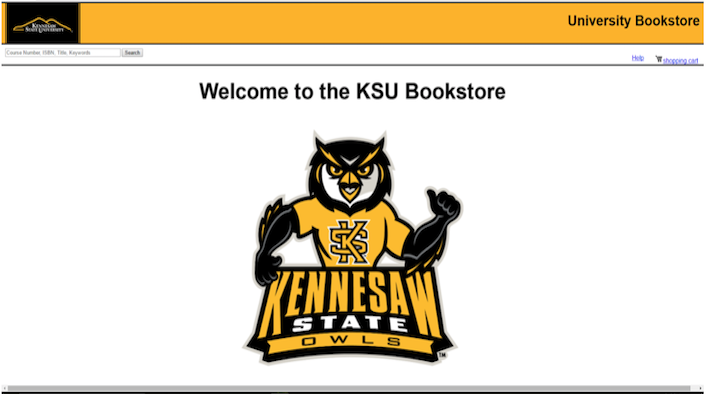 KENNESAW
STATE UNIVERSITY
University Bookstore
Course Number, ISBN, Title, Keywords
Search
Help
shopping cart
Welcome to the KSU Bookstore
KS
KENNESAW
STATE
OWLS
TM